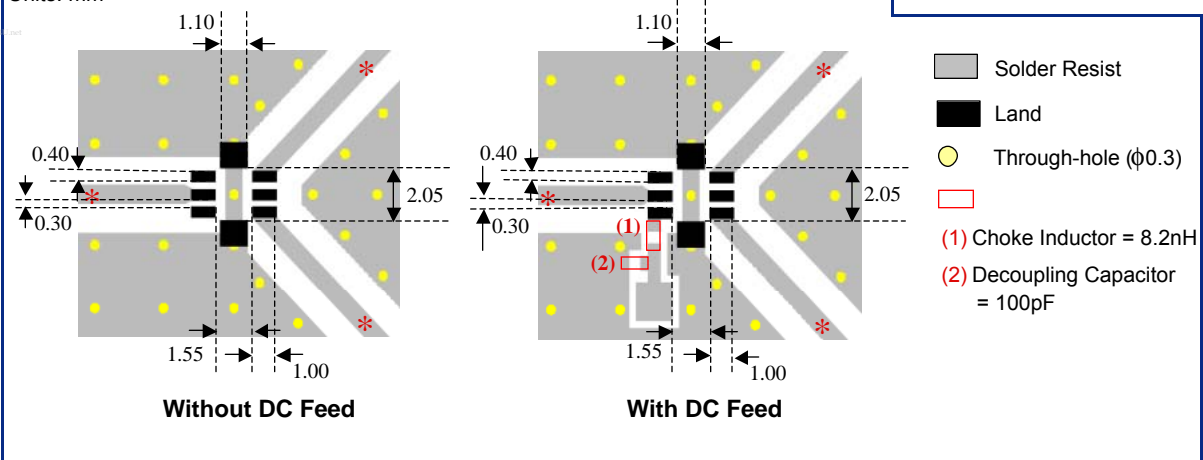 1.10
0.40
*
*
*
0.30
2.05
1.55
1.00
Without DC Feed
1.10
0.40
*
*
*
0.30
2.05
(1)
(2)
1.55
1.00
With DC Feed
Solder Resist
Land
Through-hole (ϕ0.3)
(1) Choke Inductor = 8.2nH
(2) Decoupling Capacitor
= 100pF